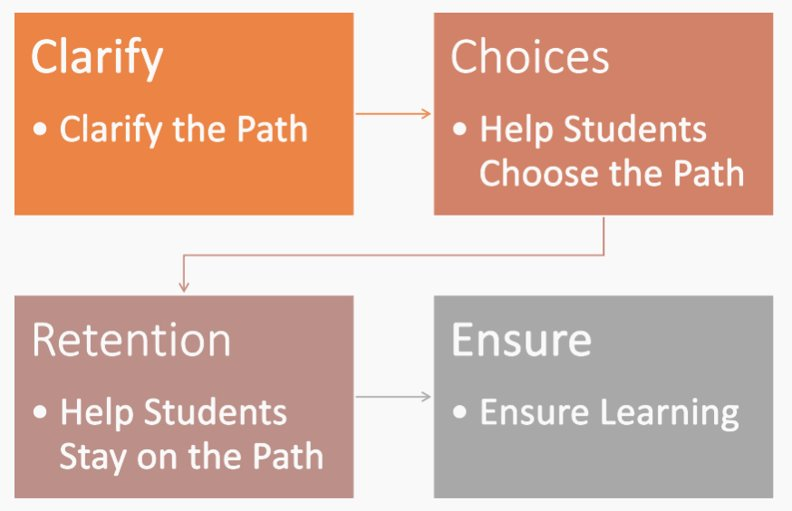 Clarify
• Clarify the Path
Choices
• Help Students
Choose the Path
Retention
• Help Students
Stay on the Path
Ensure
• Ensure Learning